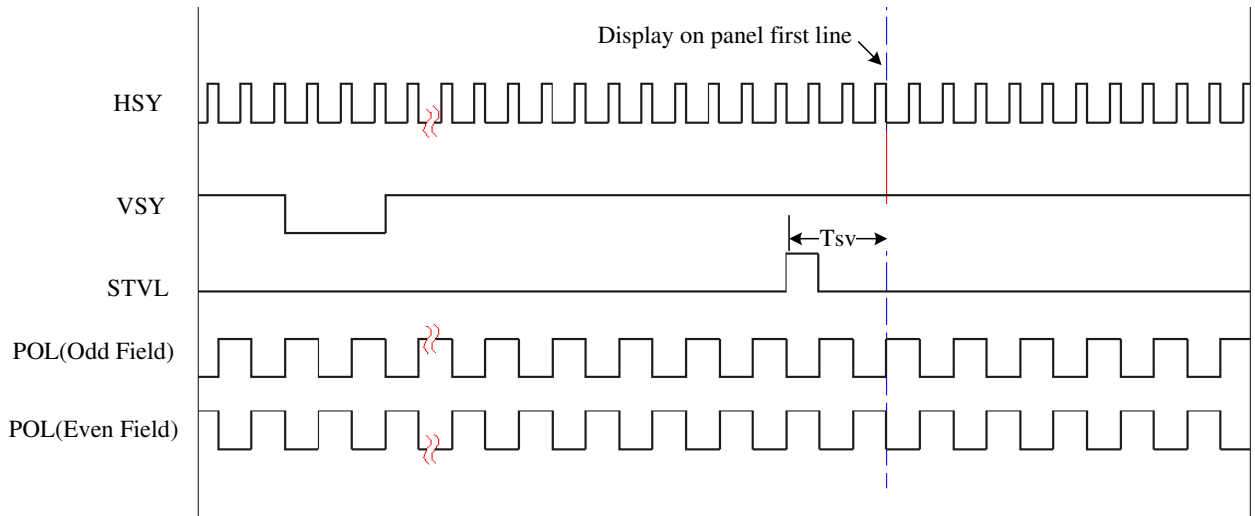 Display on panel first line
HSY
VSY
Tsv
STVL
POL(Odd Field)
POL(Even Field)